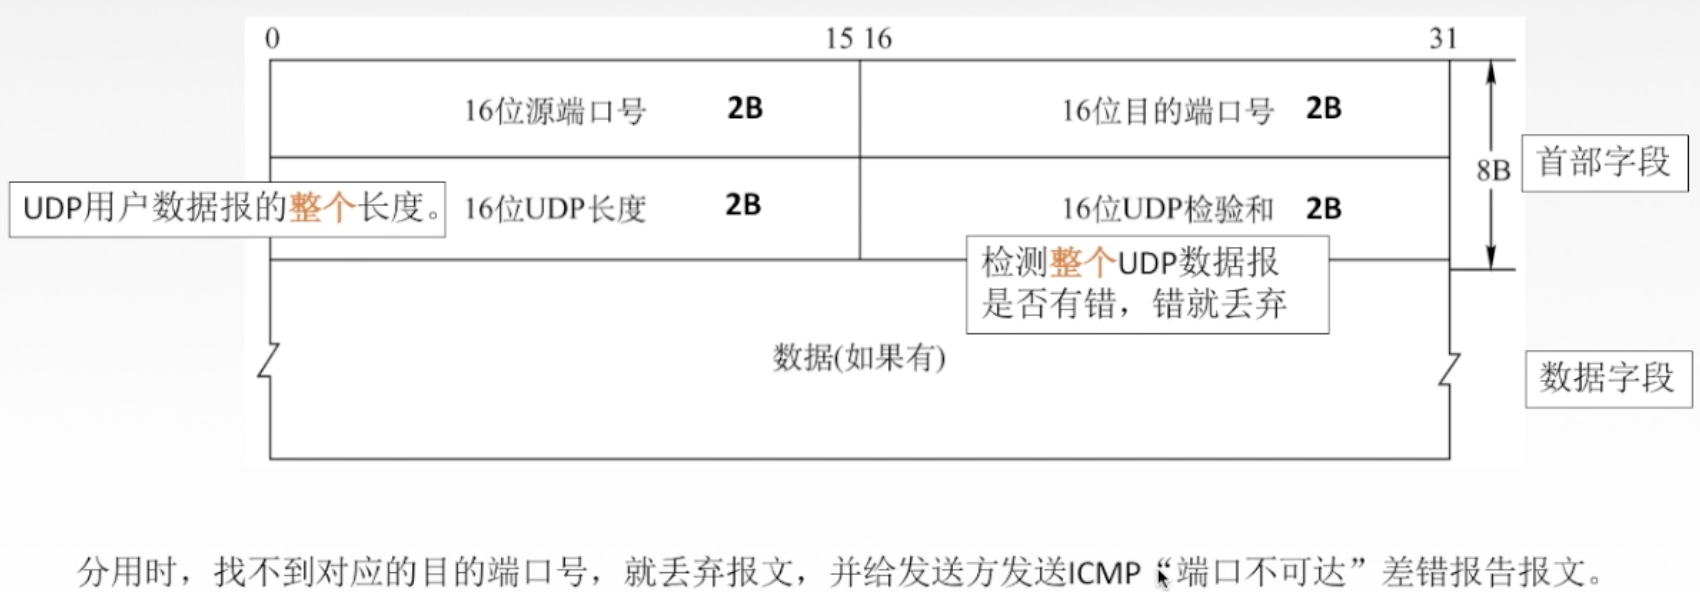 0 15 16 31
16位源端口号 2B 16位目的端口号 2B
首部字段
8B
UDP用户数据报的整个长度。 16位UDP长度 2B 16位UDP检验和 2B
检测整个UDP数据报
是否有错，错就丢弃
数据(如果有)
数据字段
分用时，找不到对应的目的端口号，就丢弃报文，并给发送方发送ICMP“端口不可达”差错报告报文。